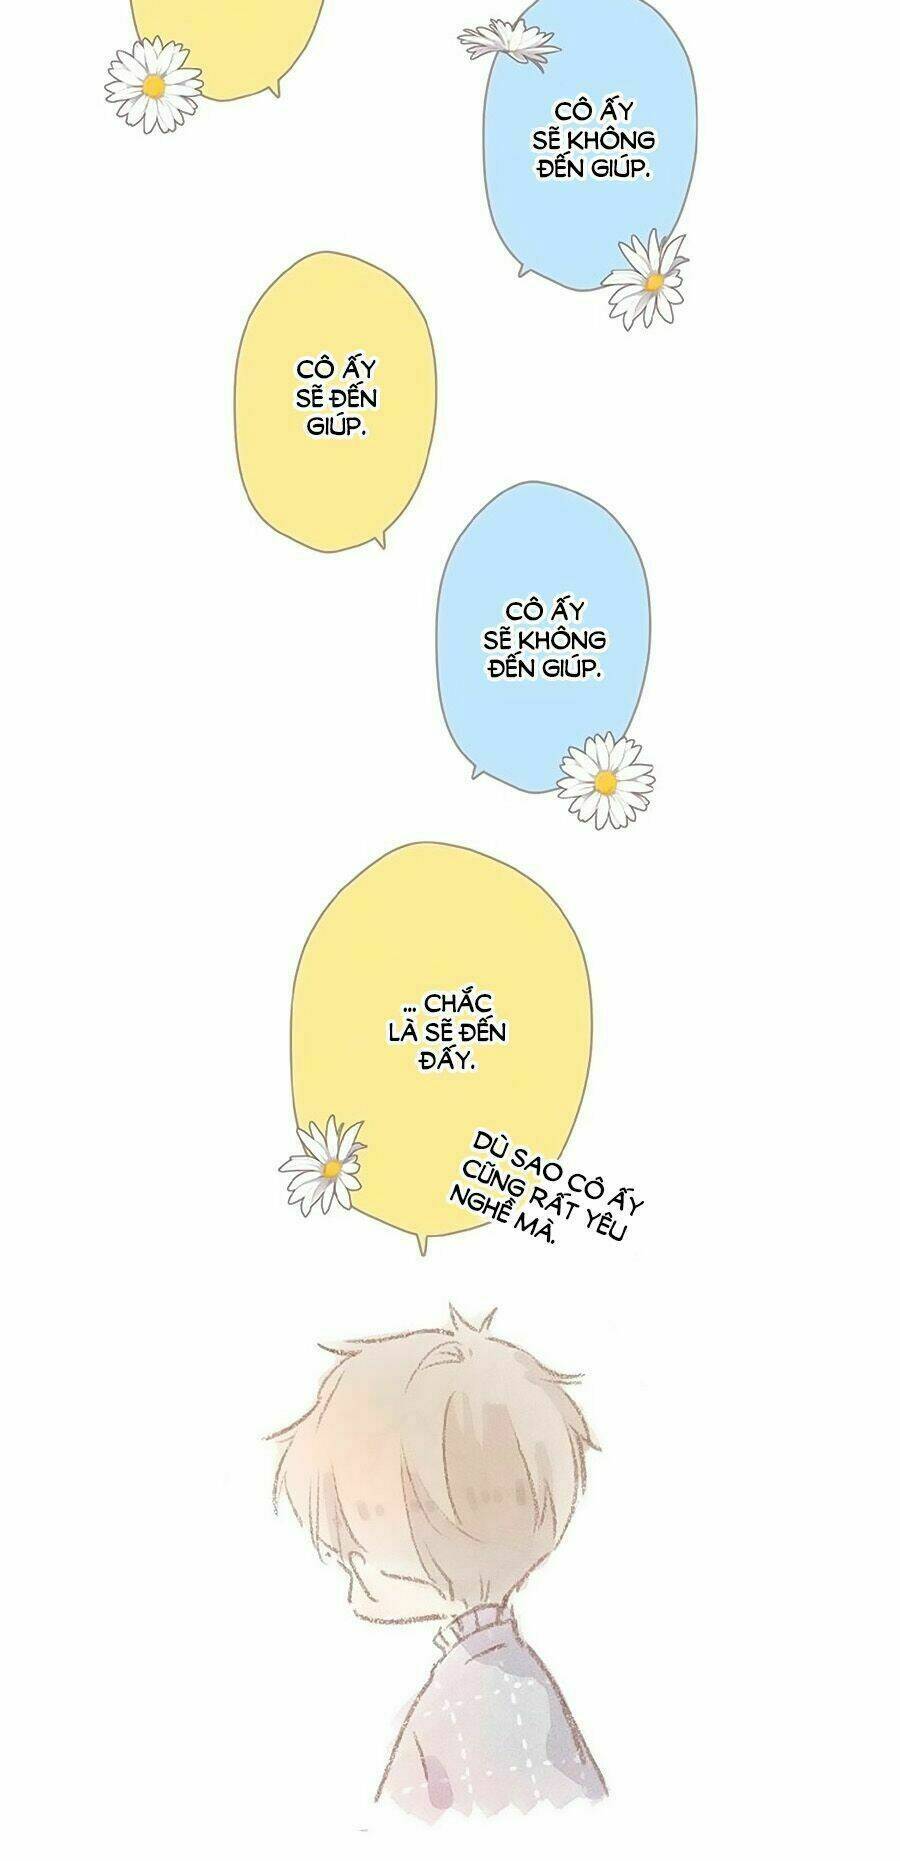 CÔ ẤY
SẼ KHÔNG
ĐẾN GIÚP.
CÔ ẤY
SẼ ĐẾN
GIÚP.
CÔ ẤY
SẼ KHÔNG
ĐẾN GIÚP.
... CHẮC
LÀ SẼ ĐẾN
ĐẤY.
DÙ SAO CÔ ẤY
CŨNG RẤT YÊU
NGHỀ MÀ.